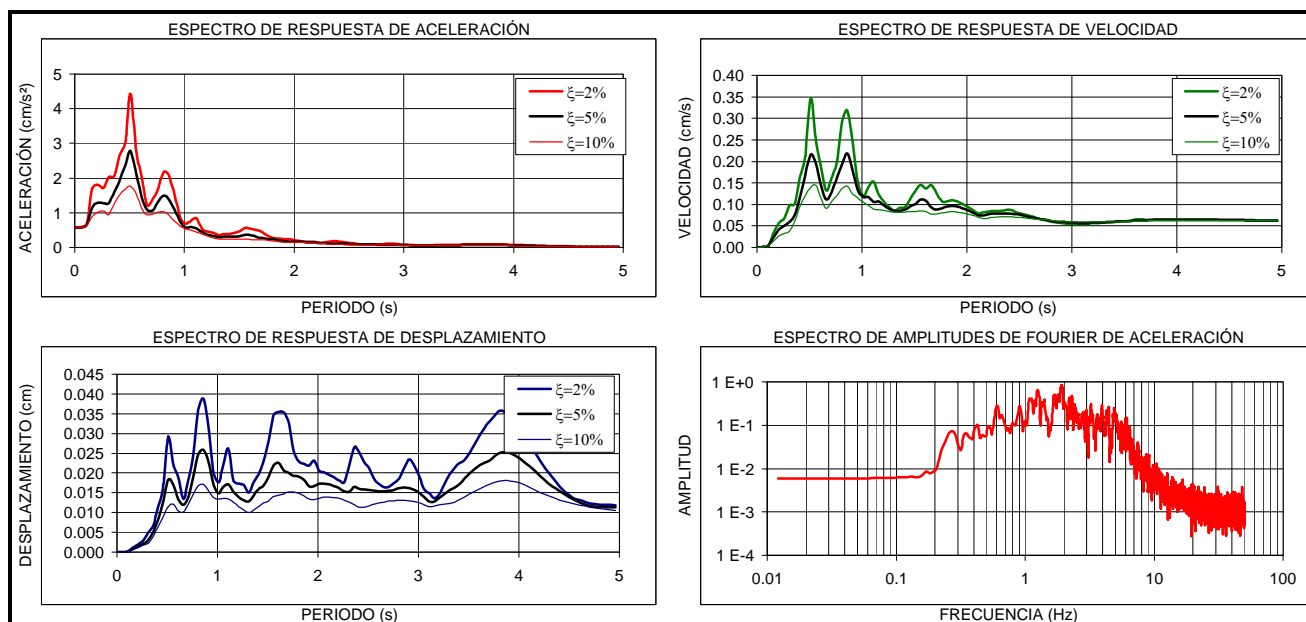 ESPECTRO DE RESPUESTA DE ACELERACIÓN
ACELERACIÓN (cm/s²)
5
4
3
2
1
0
ξ=2%
ξ=5%
ξ=10%
0 1 2 3 4 5
PERIODO (s)
ESPECTRO DE RESPUESTA DE VELOCIDAD
VELOCIDAD (cm/s)
0.40
0.35
0.30
0.25
0.20
0.15
0.10
0.05
0.00
ξ=2%
ξ=5%
ξ=10%
0 1 2 3 4 5
PERIODO (s)
ESPECTRO DE RESPUESTA DE DESPLAZAMIENTO
DESPLAZAMIENTO (cm)
0.045
0.040
0.035
0.030
0.025
0.020
0.015
0.010
0.005
0.000
ξ=2%
ξ=5%
ξ=10%
0 1 2 3 4 5
PERIODO (s)
ESPECTRO DE AMPLITUDES DE FOURIER DE ACELERACIÓN
AMPLITUD
1 E+0
1 E-1
1 E-2
1 E-3
1 E-4
0.01 0.1 1 10 100
FRECUENCIA (Hz)